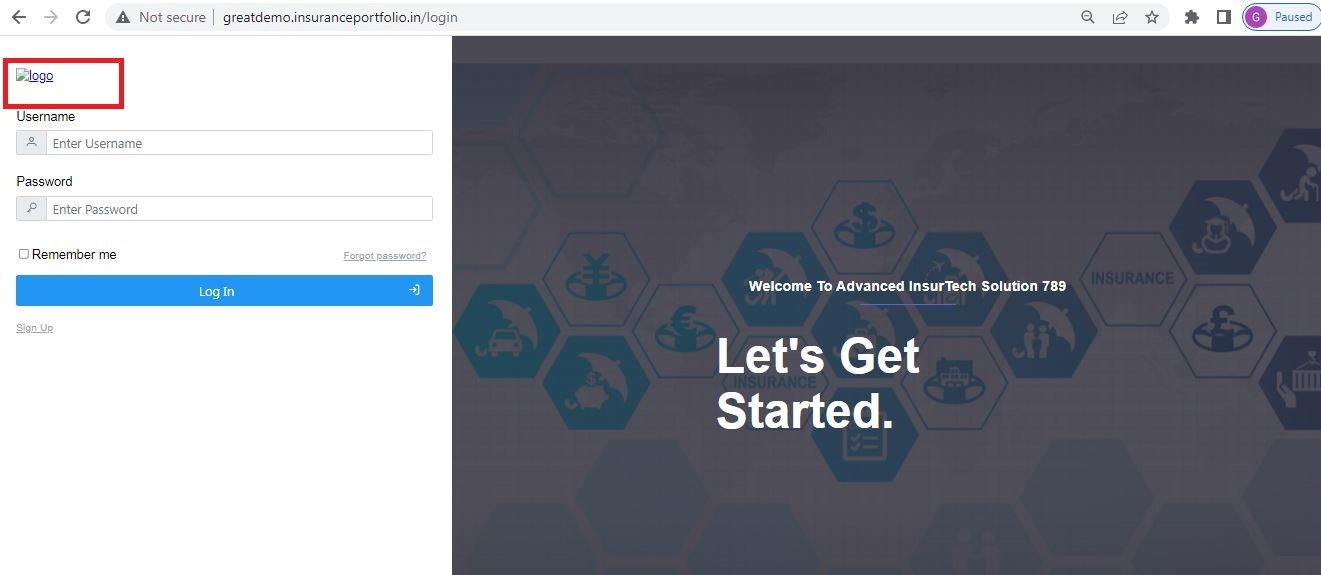 Not secure greatdemo.insuranceportfolio.in/login
G Paused
logo
Username
Enter Username
Password
Enter Password
Remember me Forgot password?
Log In
Sign Up
INSURANCE
Welcome To Advanced InsurTech Solution 789
Let's Get
Started.
INSURANCE